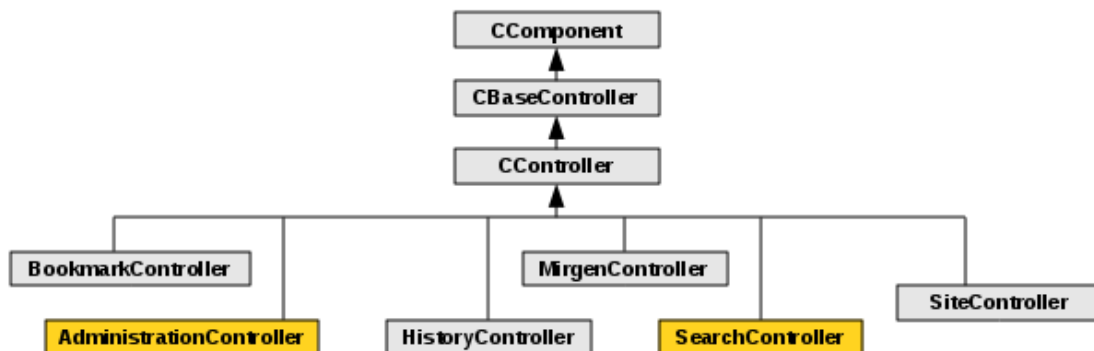 CComponent
CBaseController
CController
BookmarkController
MirgenController
SiteController
AdministrationController
HistoryController
SearchController